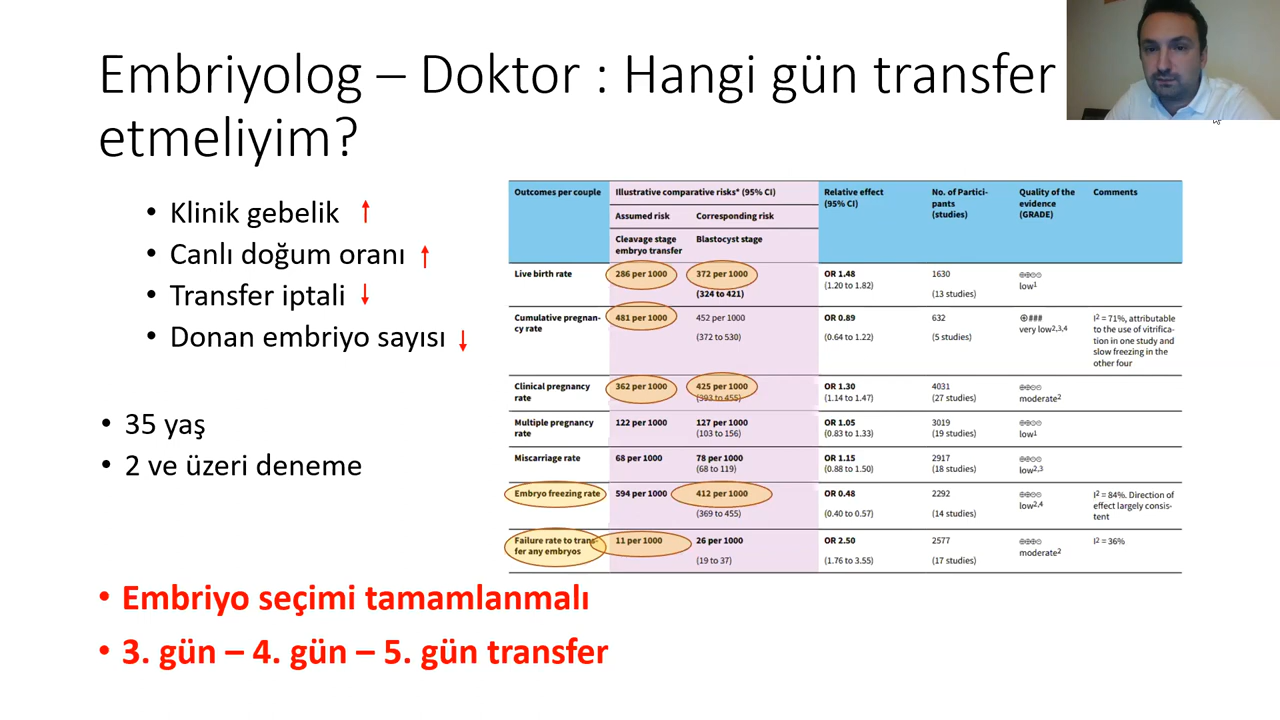 Embriyolog – Doktor : Hangi gün transfer
etmeliyim?
• Klinik gebelik ↑
• Canlı doğum oranı ↑
• Transfer iptali ↓
• Donan embriyo sayısı ↓
• 35 yaş
• 2 ve üzeri deneme
Outcomes per couple Illustrative comparative risks* (95% CI) Relative effect (95% CI) No. of Partici-pants (studies) Quality of the evidence (GRADE) Comments
Assumed risk Corresponding risk
Cleavage stage embryo transfer Blastocyst stage
Live birth rate 286 per 1000 372 per 1000 OR 1.48 1630 ⊕⊕⊝⊝
(324 to 421) (1.20 to 1.82) (13 studies) low1
Cumulative pregnan- 481 per 1000 452 per 1000 OR 0.89 632 ⊕### I2 = 71%, attributable
cy rate (372 to 530) (0.64 to 1.22) (5 studies) very low2,3,4 to the use of vitrifica-
tion in one study and
slow freezing in the
other four
Clinical pregnancy 362 per 1000 425 per 1000 OR 1.30 4031
rate (393 to 455) (1.14 to 1.47) (27 studies) moderate2
Multiple pregnancy 122 per 1000 127 per 1000 OR 1.05 3019
rate (103 to 156) (0.83 to 1.33) (19 studies) low1
Miscarriage rate 68 per 1000 78 per 1000 OR 1.15 2917
(68 to 119) (0.88 to 1.50) (18 studies) low2,3
Embryo freezing rate 594 per 1000 412 per 1000 OR 0.48 2292 I2 = 84%. Direction of
(369 to 455) (0.40 to 0.57) (14 studies) low2,4 effect largely consis-
tent
Failure rate to trans- 11 per 1000 26 per 1000 OR 2.50 2577 I2 = 36%
fer any embryos (19 to 37) (1.76 to 3.55) (17 studies) moderate2
• Embriyo seçimi tamamlanmalı
• 3. gün – 4. gün – 5. gün transfer